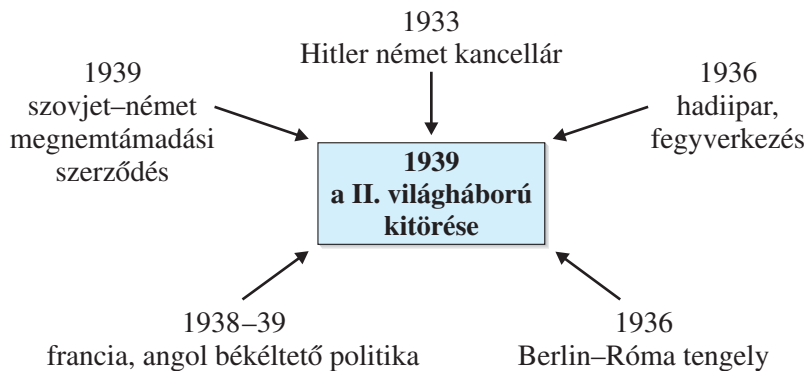 1933
Hitler német kancellár
1939
szovjet–német
megnemtámadási
szerződés
1936
hadiipar,
fegyverkezés
1939
a II. világháború
kitörése
1938–39
francia, angol békéltető politika
1936
Berlin–Róma tengely